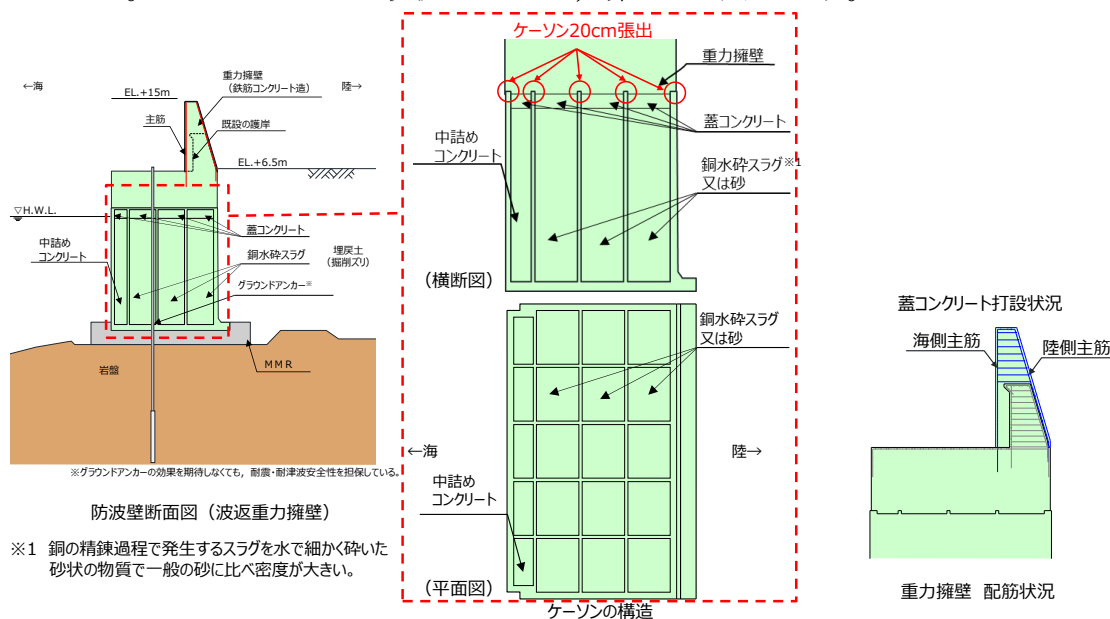 ←海
陸→
重力擁壁
(鉄筋コンクリート造)
EL.+15m
主筋
既設の護岸
EL.+6.5m
▽H.W.L.
蓋コンクリート
中詰め
コンクリート
銅水砕スラグ
埋戻土
(掘削ズリ)
グラウンドアンカー※
MMR
岩盤
※グラウンドアンカーの効果を期待しなくても,耐震・耐津波安全性を担保している。
防波壁断面図(波返重力擁壁)
※1 銅の精錬過程で発生するスラグを水で細かく砕いた
砂状の物質で一般の砂に比べ密度が大きい。
ケーソン20cm張出
重力擁壁
蓋コンクリート
中詰め
コンクリート
銅水砕スラグ※1
又は砂
(横断図)
銅水砕スラグ
又は砂
←海
陸→
中詰め
コンクリート
(平面図)
ケーソンの構造
蓋コンクリート打設状況
海側主筋
陸側主筋
重力擁壁 配筋状況